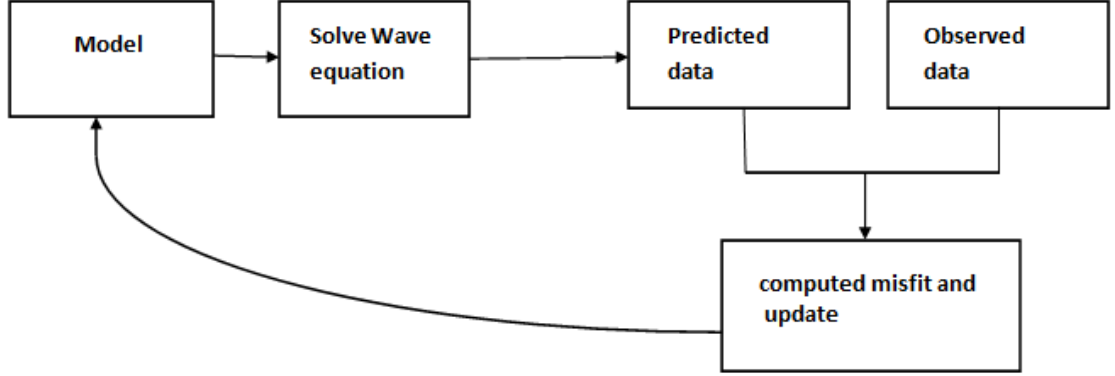 Model
Solve Wave
equation
Predicted
data
Observed
data
computed misfit and
update